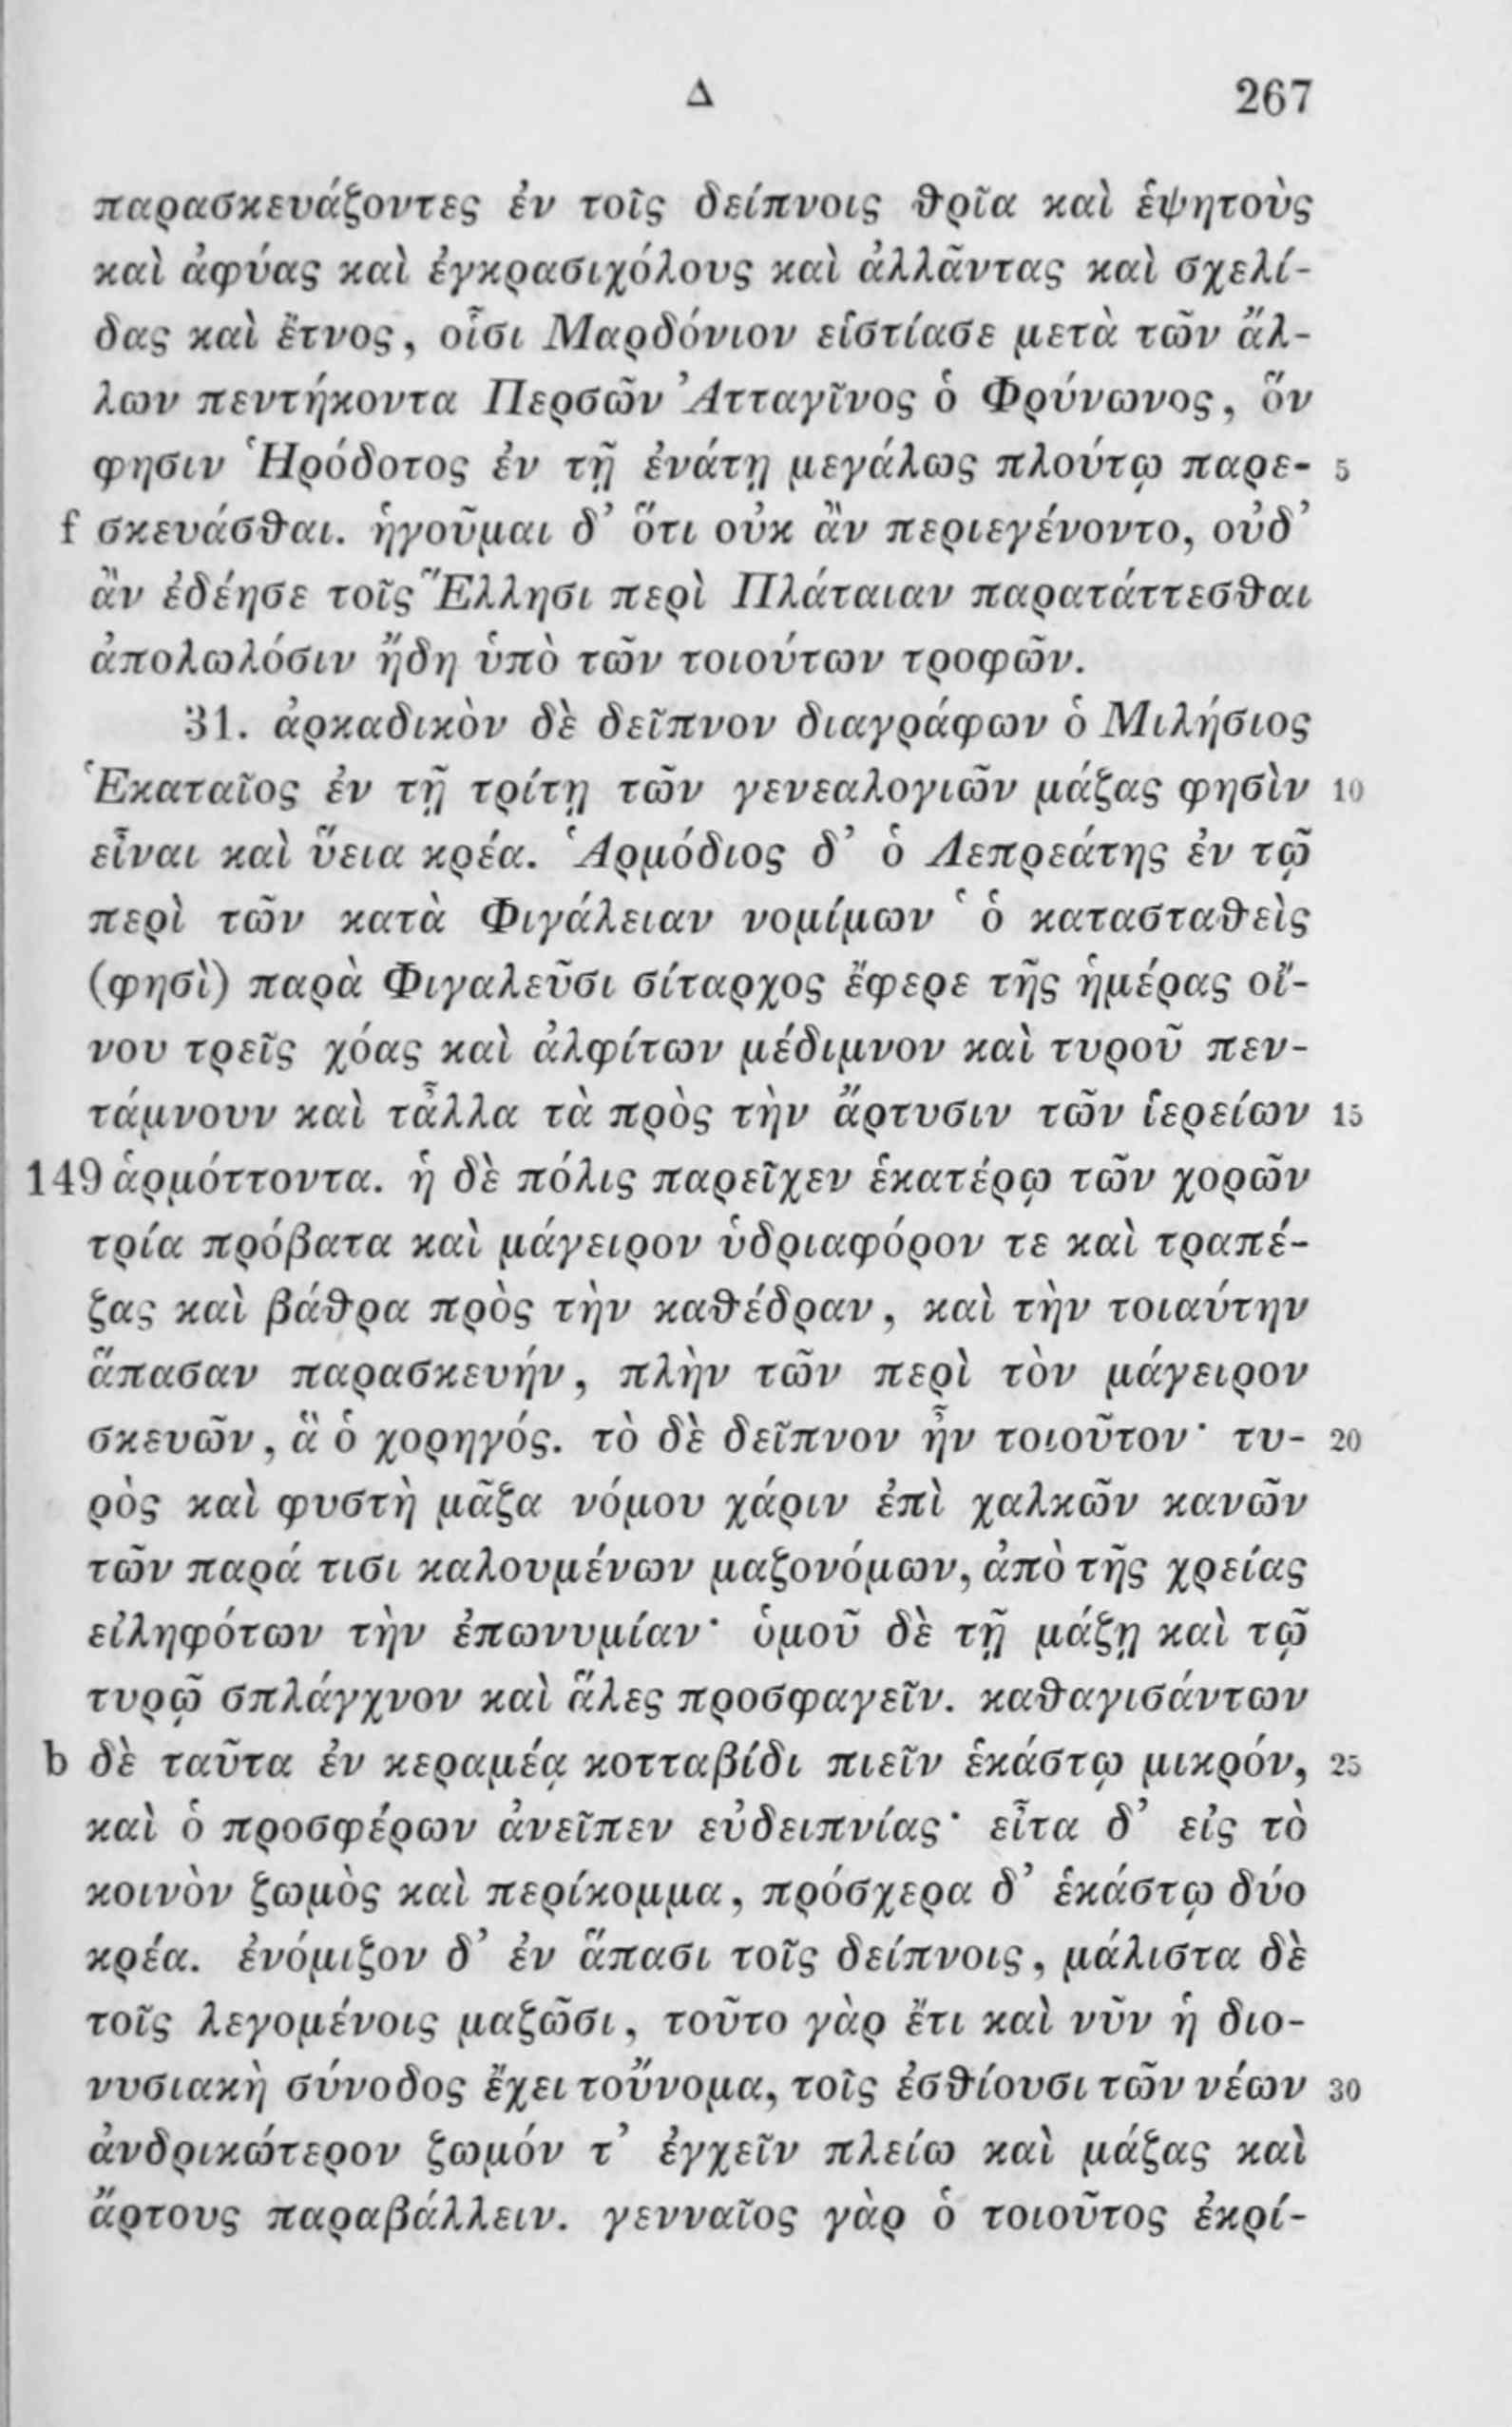 Δ 267
παρασκευάζοντες ἐν τοῖς δείπνοις θρῖα καὶ ἑψητοὺς
καὶ ἀφύας καὶ ἐγκρασιχόλους καὶ ἀλλᾶντας καὶ σχελί-
δας καὶ ἔτνος, οἷσι Μαρδόνιον εἱστίασε μετὰ τῶν ἄλ-
λων πεντήκοντα Περσῶν Ἀτταγῖνος ὁ Φρύνωνος, ὅν
φησιν Ἡρόδοτος ἐν τῇ ἐνάτῃ μεγάλως πλούτῳ παρε- 5
f σκευάσθαι. ἡγοῦμαι δ’ ὅτι οὐκ ἂν περιεγένοντο, οὐδ’
ἂν ἐδέησε τοῖς Ἕλλησι περὶ Πλάταιαν παρατάττεσθαι
ἀπολωλόσιν ἤδη ὑπὸ τῶν τοιούτων τροφῶν.
31. ἀρκαδικὸν δὲ δεῖπνον διαγράφων ὁ Μιλήσιος
Ἑκαταῖος ἐν τῇ τρίτῃ τῶν γενεαλογιῶν μάζας φησὶν 10
εἶναι καὶ ὕεια κρέα. Ἁρμόδιος δ’ ὁ Λεπρεάτης ἐν τῷ
περὶ τῶν κατὰ Φιγάλειαν νομίμων ‘ ὁ κατασταθεὶς
(φησὶ) παρὰ Φιγαλεῦσι σίταρχος ἔφερε τῆς ἡμέρας οἴ-
νου τρεῖς χόας καὶ ἀλφίτων μέδιμνον καὶ τυροῦ πεν-
τάμνουν καὶ τἆλλα τὰ πρὸς τὴν ἄρτυσιν τῶν ἱερείων 15
149 ἁρμόττοντα. ἡ δὲ πόλις παρεῖχεν ἑκατέρῳ τῶν χορῶν
τρία πρόβατα καὶ μάγειρον ὑδριαφόρον τε καὶ τραπέ-
ζας καὶ βάθρα πρὸς τὴν καθέδραν, καὶ τὴν τοιαύτην
ἅπασαν παρασκευήν, πλὴν τῶν περὶ τὸν μάγειρον
σκευῶν, ἃ ὁ χορηγός. τὸ δὲ δεῖπνον ἦν τοιοῦτον· τυ- 20
ρὸς καὶ φυστὴ μᾶζα νόμου χάριν ἐπὶ χαλκῶν κανῶν
τῶν παρά τισι καλουμένων μαζονόμων, ἀπὸ τῆς χρείας
εἰληφότων τὴν ἐπωνυμίαν· ὁμοῦ δὲ τῇ μάζῃ καὶ τῷ
τυρῷ σπλάγχνον καὶ ἅλες προσφαγεῖν. καθαγισάντων
b δὲ ταῦτα ἐν κεραμέᾳ κοτταβίδι πιεῖν ἑκάστῳ μικρόν, 25
καὶ ὁ προσφέρων ἀνεῖπεν εὐδειπνίας· εἶτα δ’ εἰς τὸ
κοινὸν ζωμὸς καὶ περίκομμα, πρόσχερα δ’ ἑκάστῳ δύο
κρέα. ἐνόμιζον δ’ ἐν ἅπασι τοῖς δείπνοις, μάλιστα δὲ
τοῖς λεγομένοις μαζῶσι, τοῦτο γὰρ ἔτι καὶ νῦν ἡ διο-
νυσιακὴ σύνοδος ἔχει τοὔνομα, τοῖς ἐσθίουσι τῶν νέων 30
ἀνδρικώτερον ζωμόν τ’ ἐγχεῖν πλείω καὶ μάζας καὶ
ἄρτους παραβάλλειν. γενναῖος γὰρ ὁ τοιοῦτος ἐκρί-